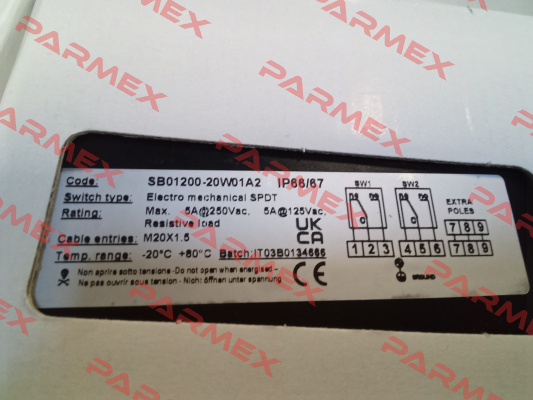 PARMEX
PARMEX
PARMEX
Code: SB01200-20W01A2 IP66/67
Switch type: Electro mechanical SPDT
Rating: Max. 5A@250Vac, 5A@125Vac,
Resistive load
Cable entries: M20X1.5
Temp. range: -20°C +80°C Batch:IT03B0134666
Non aprire sotto tensione - Do not open when energised -
Ne pas ouvrir sous tension - Nicht öffnen unter spannung
UK
CA
CE
SW1 SW2
EXTRA
POLES
C C
1 2 3 4 5 6 7 8 9
7 8 9
GROUND
PARMEX
PARMEX
PARMEX
PARMEX